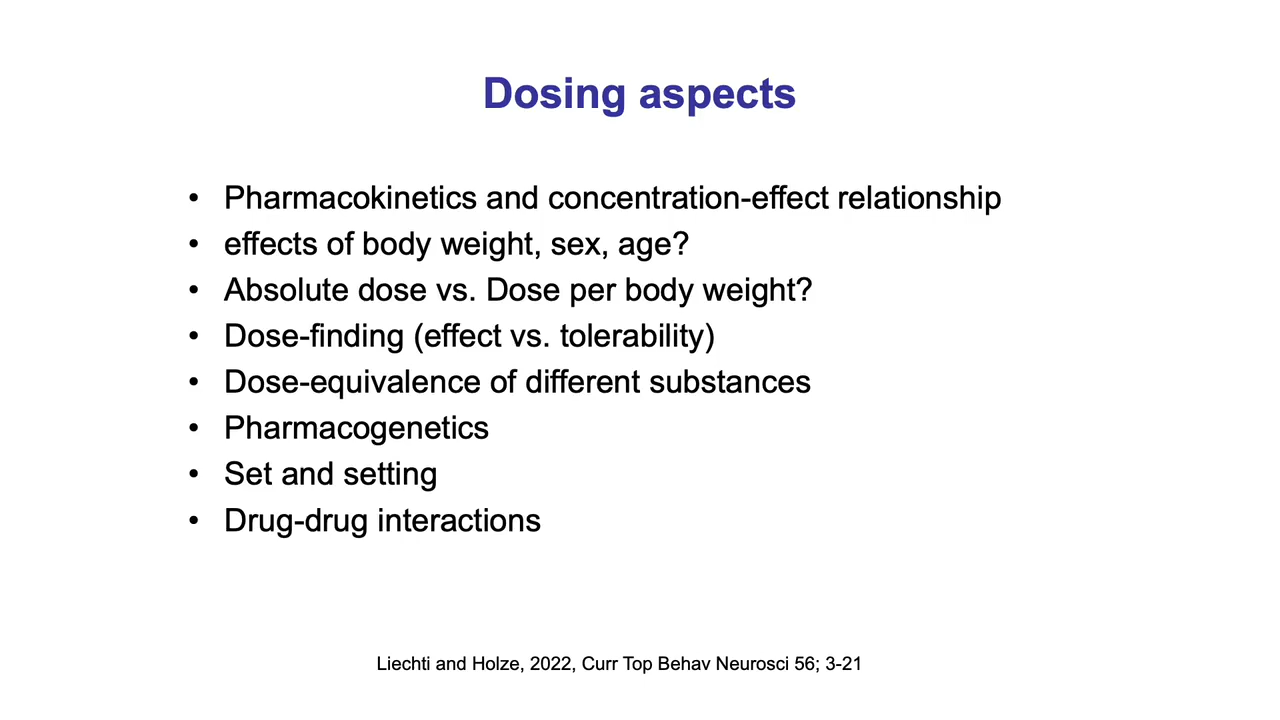 Dosing aspects
• Pharmacokinetics and concentration-effect relationship
• effects of body weight, sex, age?
• Absolute dose vs. Dose per body weight?
• Dose-finding (effect vs. tolerability)
• Dose-equivalence of different substances
• Pharmacogenetics
• Set and setting
• Drug-drug interactions
Liechti and Holze, 2022, Curr Top Behav Neurosci 56; 3-21